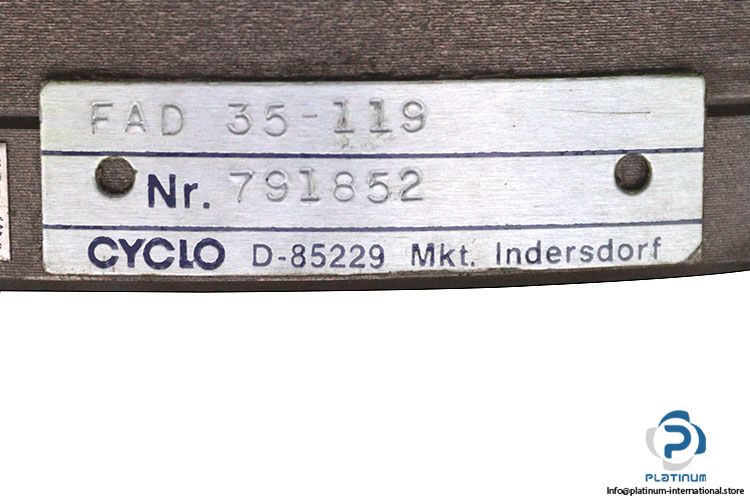 FAD 35-119
Nr. 791852
CYCLO D-85229 Mkt. Indersdorf
PLATINUM
Info@platinum-international.store